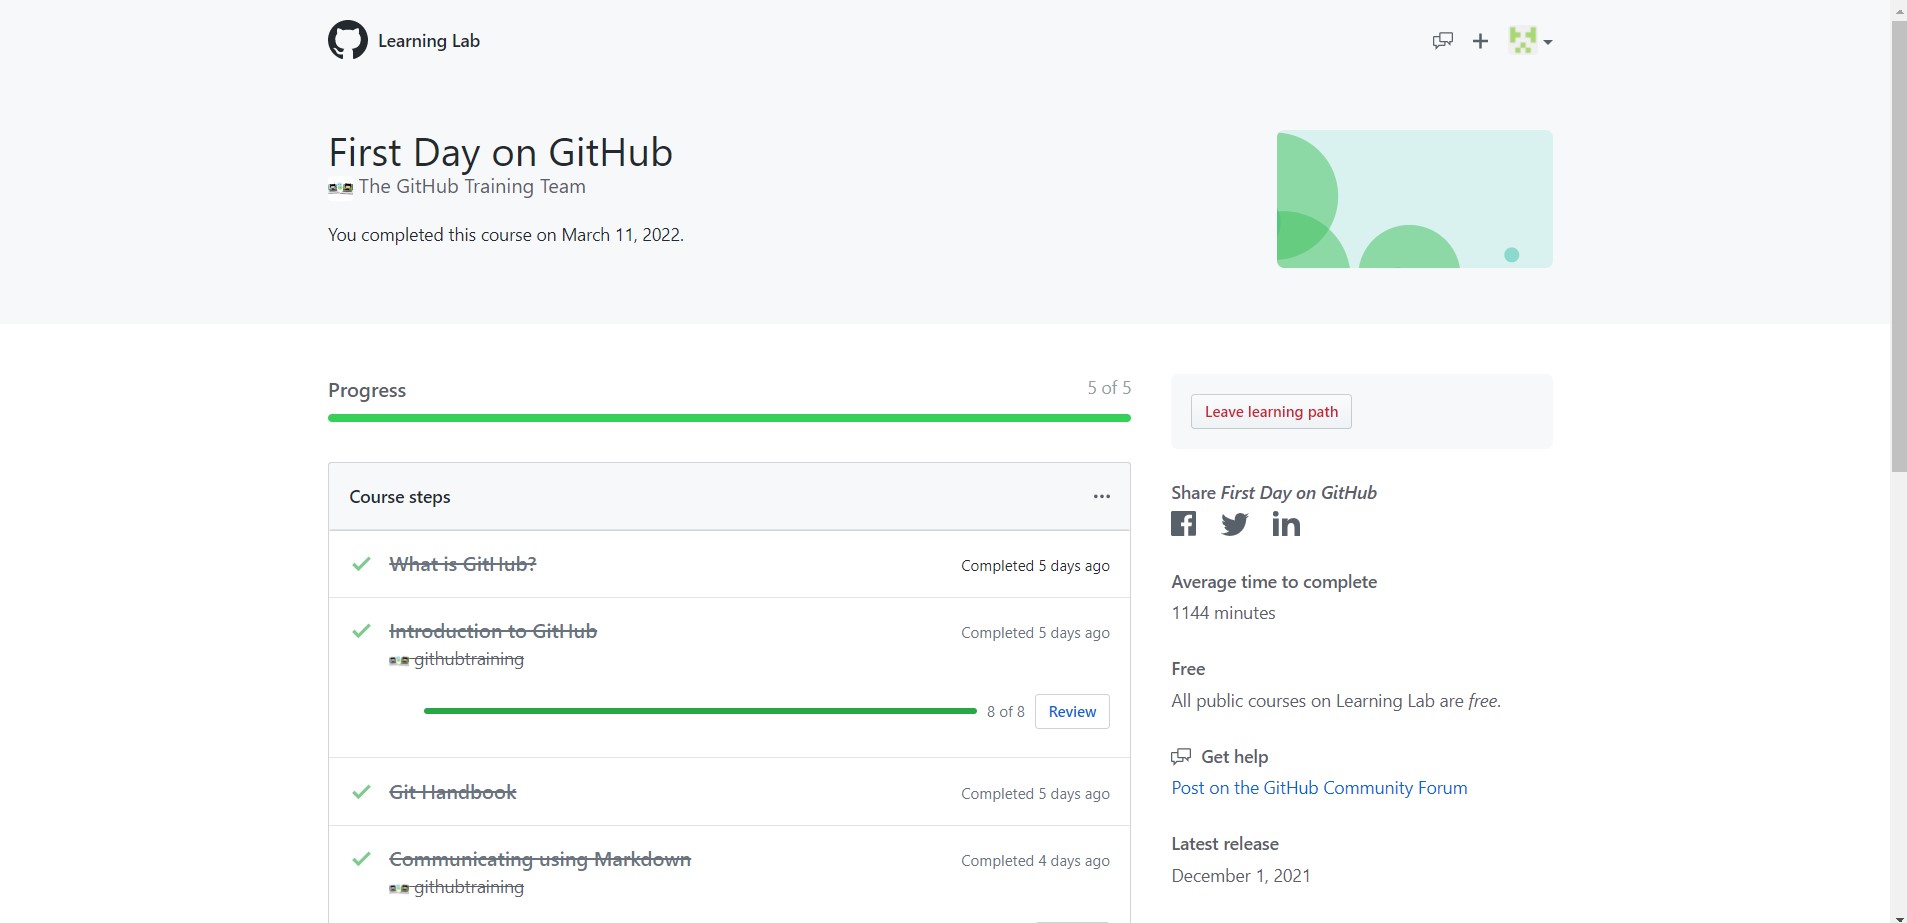 Learning Lab
First Day on GitHub
The GitHub Training Team
You completed this course on March 11, 2022.
Progress
5 of 5
Course steps
What is GitHub?
Completed 5 days ago
Introduction to GitHub
Completed 5 days ago
githubtraining
8 of 8
Review
Git Handbook
Completed 5 days ago
Communicating using Markdown
Completed 4 days ago
githubtraining
Leave learning path
Share First Day on GitHub
Average time to complete
1144 minutes
Free
All public courses on Learning Lab are free.
Get help
Post on the GitHub Community Forum
Latest release
December 1, 2021